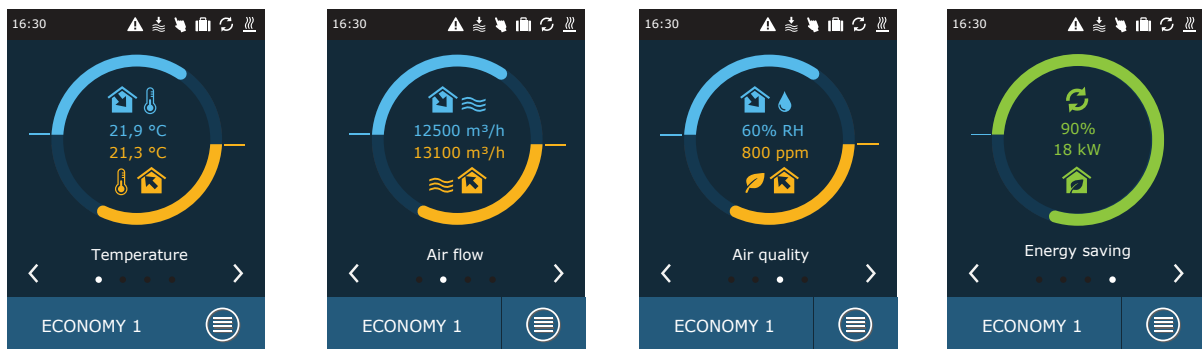 16:30
21,9 °C
21,3 °C
Temperature
ECONOMY 1
16:30
12500 m³/h
13100 m³/h
Air flow
ECONOMY 1
16:30
60% RH
800 ppm
Air quality
ECONOMY 1
16:30
90%
18 kW
Energy saving
ECONOMY 1